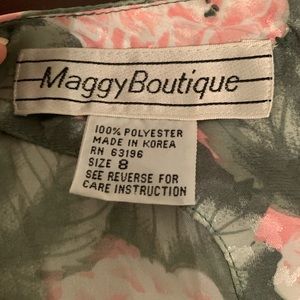 MaggyBoutique
100% POLYESTER
MADE IN KOREA
RN 63196
SIZE 8
SEE REVERSE FOR
CARE INSTRUCTION